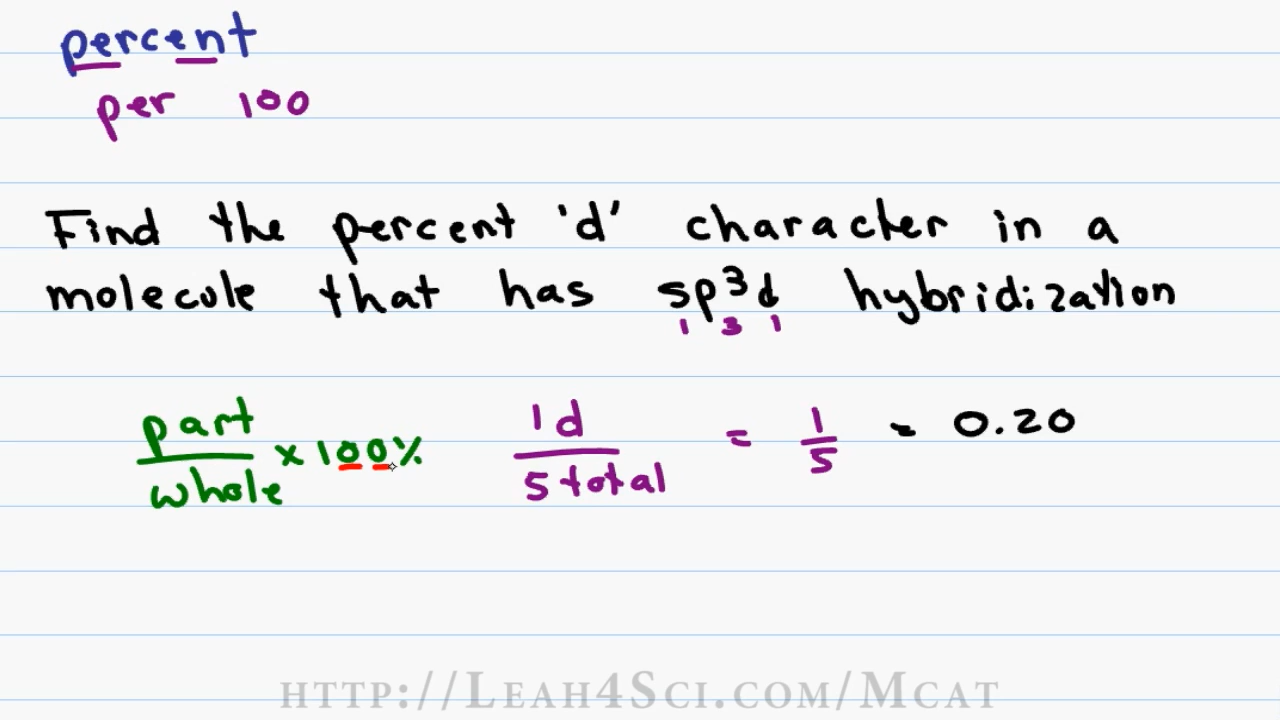 percent
per 100
Find the percent 'd' character in a
molecule that has sp³d hybridization
1 3 1
part/whole x 100% 1d/5 total = 1/5 = 0.20
HTTP://LEAH4SCI.COM/MCAT